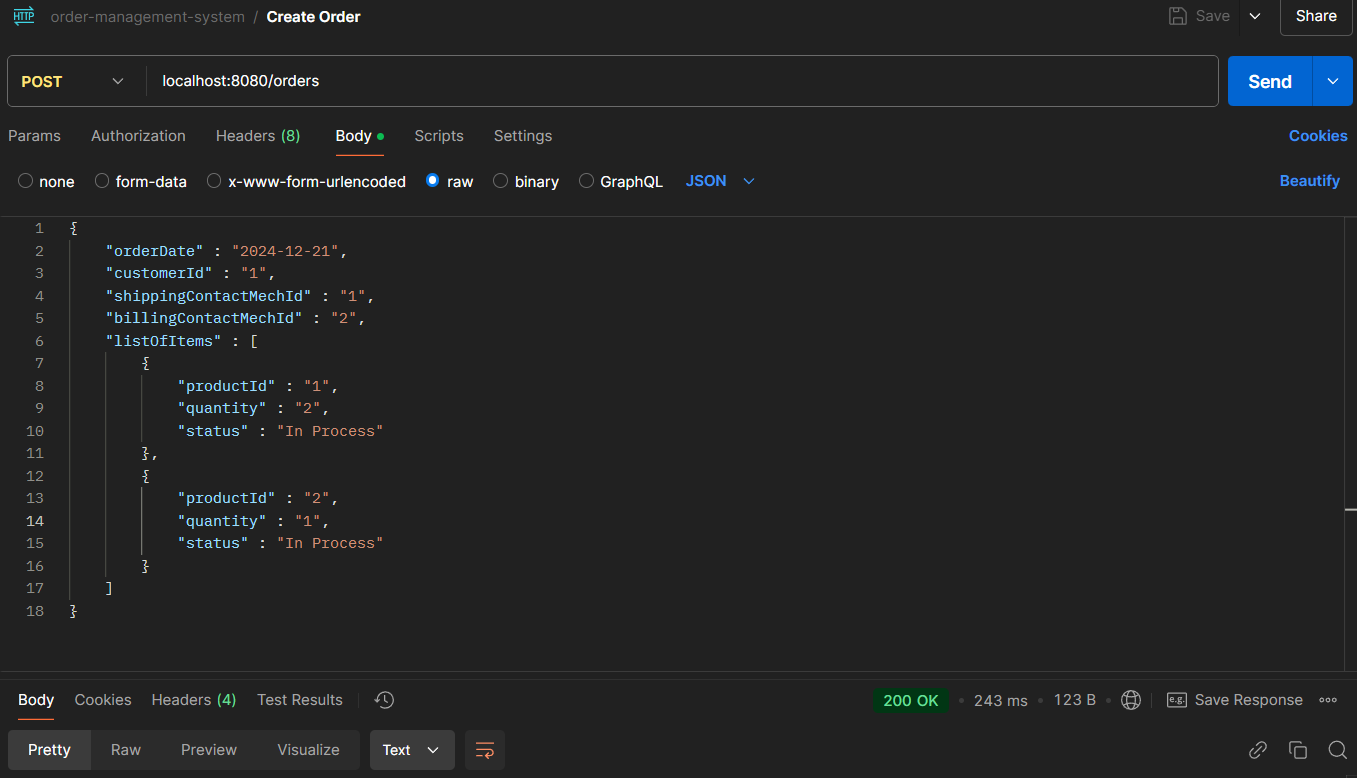 HTTP order-management-system / Create Order Save Share
POST localhost:8080/orders Send
Params Authorization Headers (8) Body Scripts Settings Cookies
none form-data x-www-form-urlencoded raw binary GraphQL JSON Beautify
1 {
2 "orderDate" : "2024-12-21",
3 "customerId" : "1",
4 "shippingContactMechId" : "1",
5 "billingContactMechId" : "2",
6 "listOfItems" : [
7 {
8 "productId" : "1",
9 "quantity" : "2",
10 "status" : "In Process"
11 },
12 {
13 "productId" : "2",
14 "quantity" : "1",
15 "status" : "In Process"
16 }
17 ]
18 }
Body Cookies Headers (4) Test Results 200 OK • 243 ms • 123 B • e.g. Save Response
Pretty Raw Preview Visualize Text